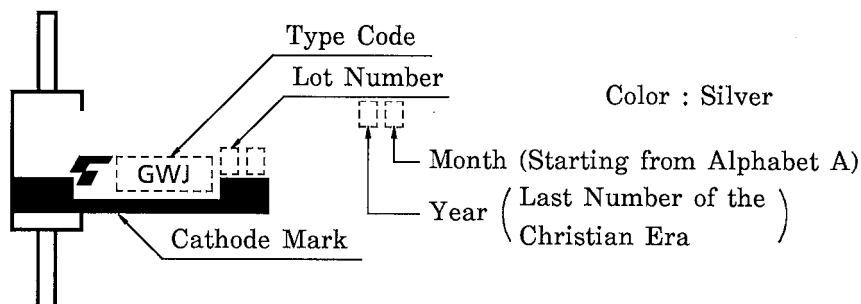 Type Code
Lot Number
Color : Silver
GWJ
Month (Starting from Alphabet A)
Year (Last Number of the
Christian Era)
Cathode Mark